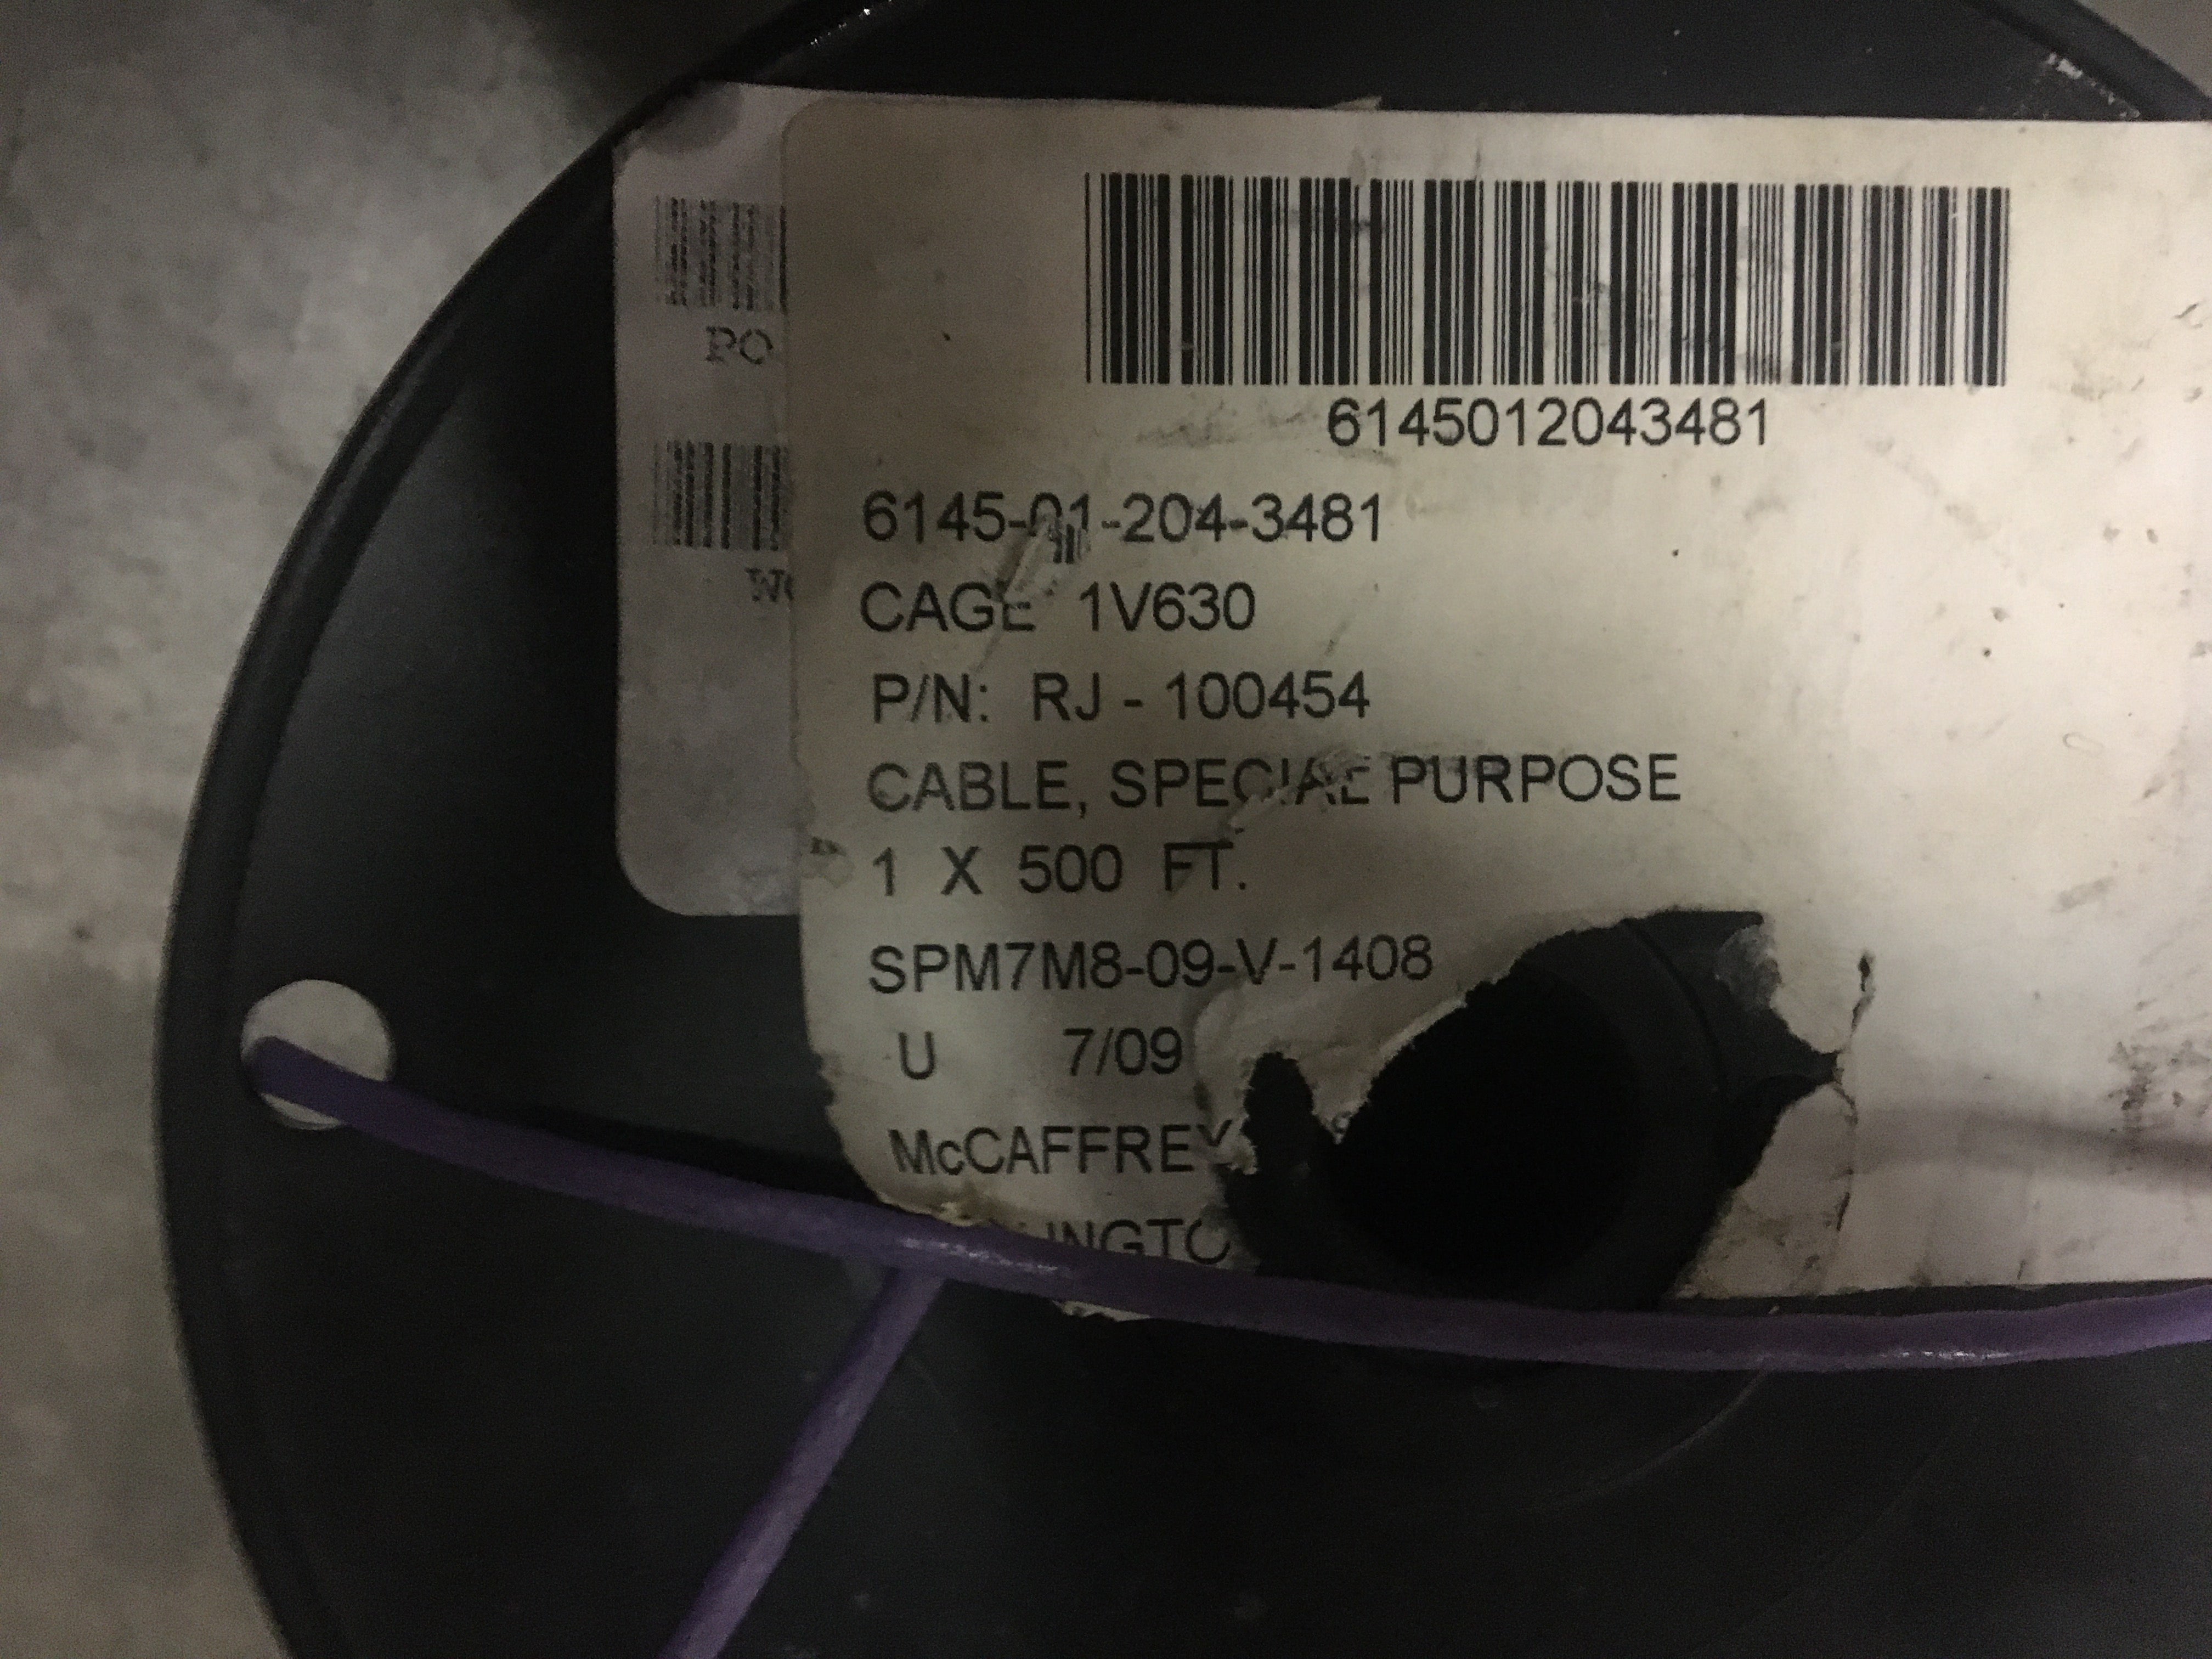 PO
6145012043481
6145-01-204-3481
CAGE 1V630
P/N: RJ - 100454
CABLE, SPECIAL PURPOSE
1 X 500 FT.
SPM7M8-09-V-1408
U 7/09
McCAFFREY